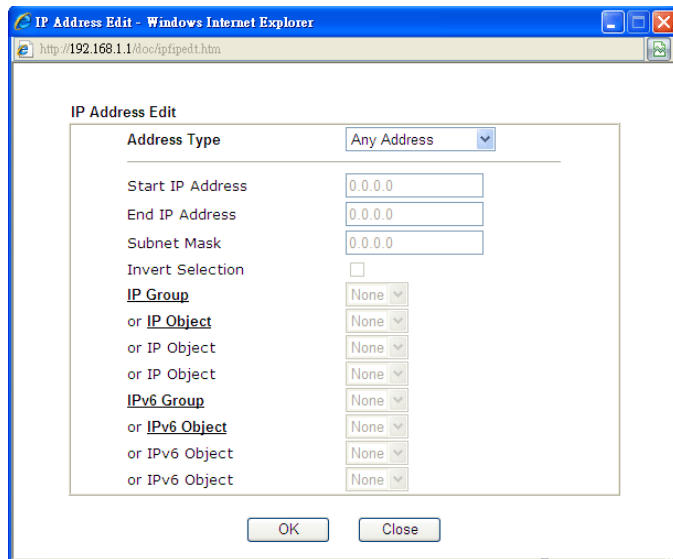 IP Address Edit - Windows Internet Explorer
http://192.168.1.1/doc/ipfipedt.htm
IP Address Edit
Address Type Any Address
Start IP Address 0.0.0.0
End IP Address 0.0.0.0
Subnet Mask 0.0.0.0
Invert Selection
IP Group None
or IP Object None
or IP Object None
or IP Object None
IPv6 Group None
or IPv6 Object None
or IPv6 Object None
or IPv6 Object None
OK Close